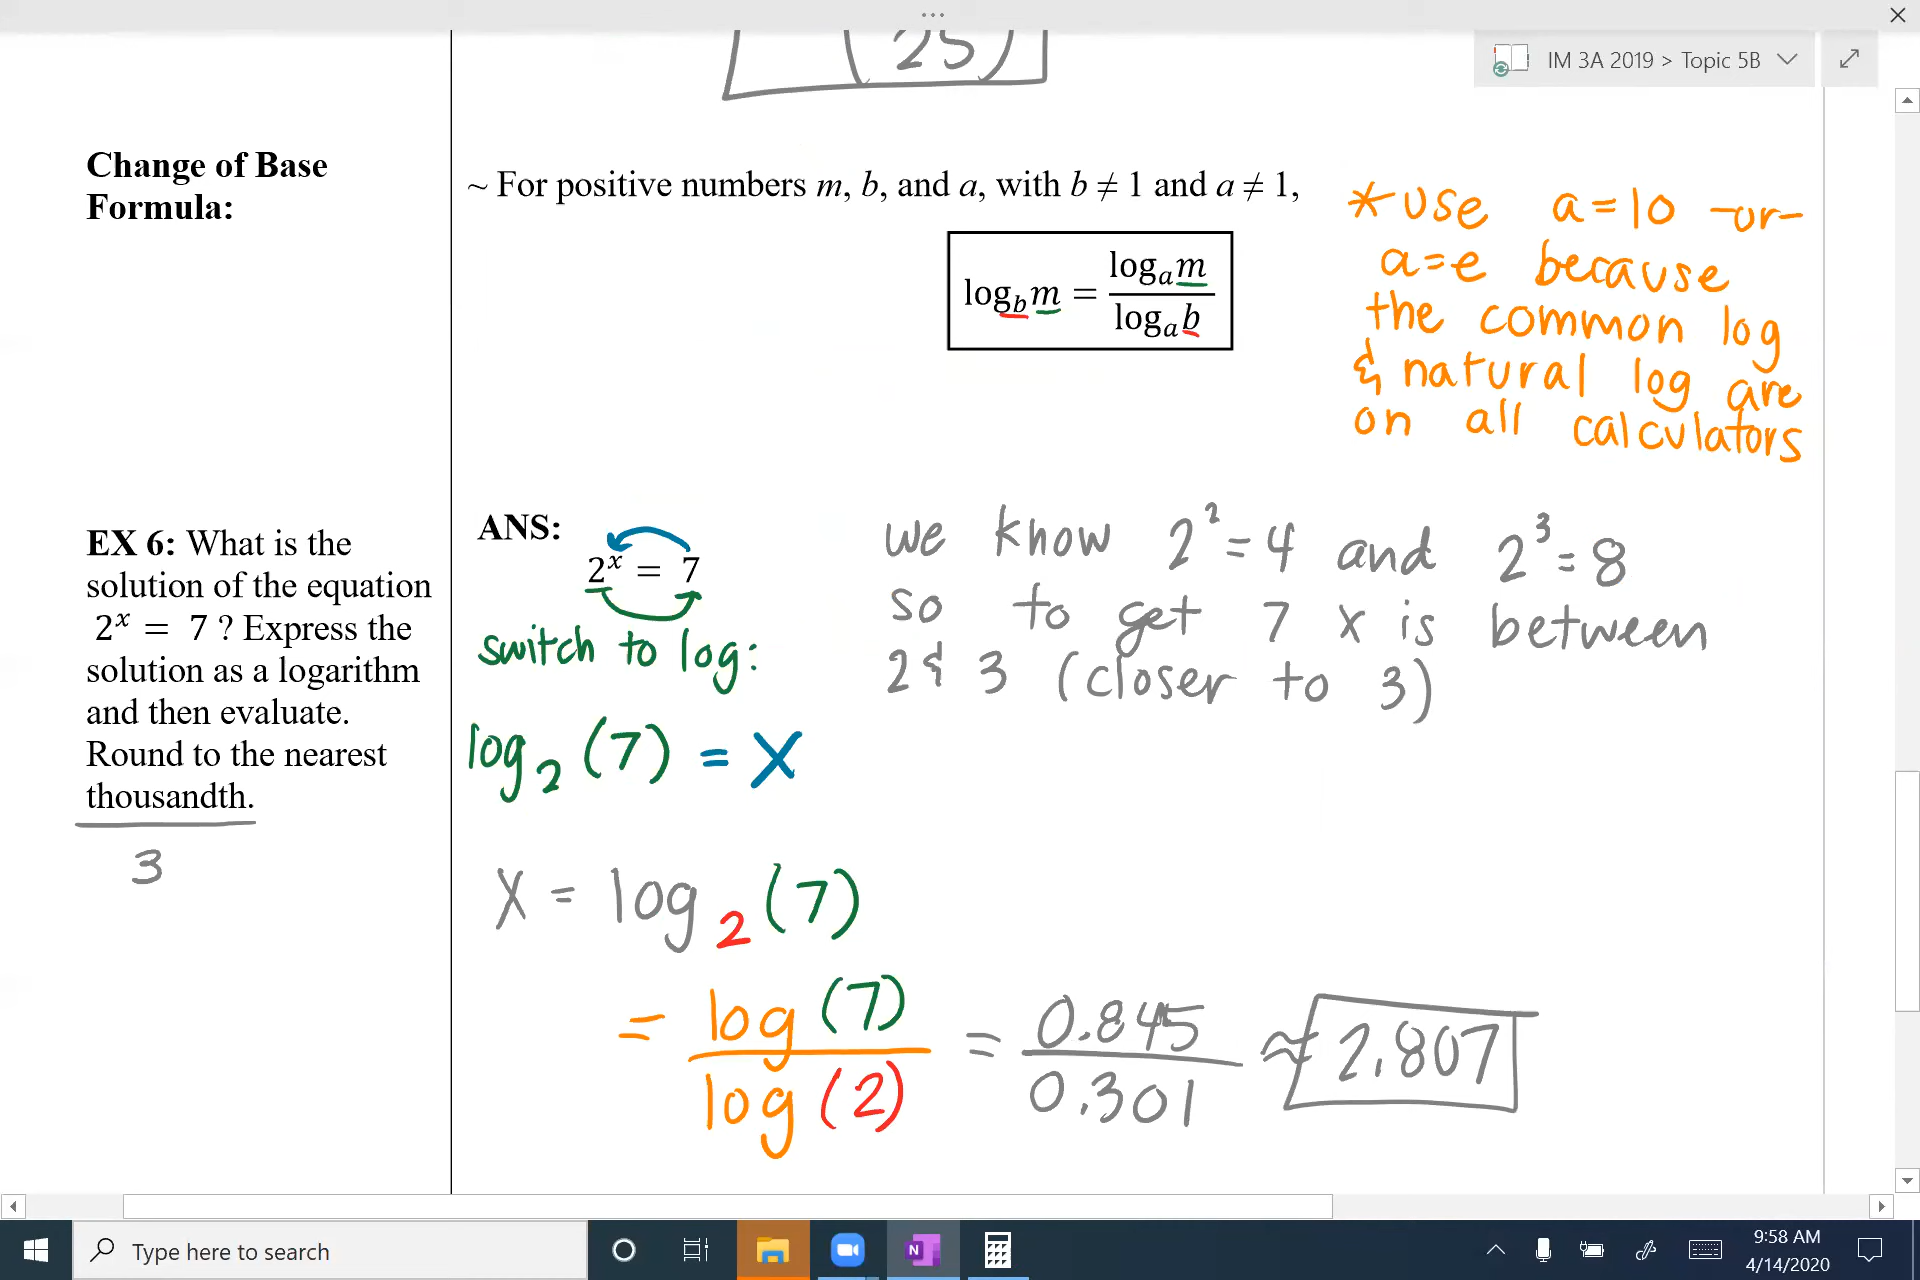 (25)
IM 3A 2019 > Topic 5B
Change of Base
Formula:
~ For positive numbers m, b, and a, with b ≠ 1 and a ≠ 1,
log_b m = log_a m / log_a b
*use a=10 -or-
a=e because
the common log
& natural log are
on all calculators
EX 6: What is the
solution of the equation
2^x = 7 ? Express the
solution as a logarithm
and then evaluate.
Round to the nearest
thousandth.
3
ANS:
2^x = 7
switch to log:
log_2 (7) = x
we know 2^2 = 4 and 2^3 = 8
so to get 7 x is between
2 & 3 (closer to 3)
x = log_2 (7)
= log (7) / log (2) = 0.845 / 0.301 ≈ 2.807
Type here to search
N
9:58 AM
4/14/2020